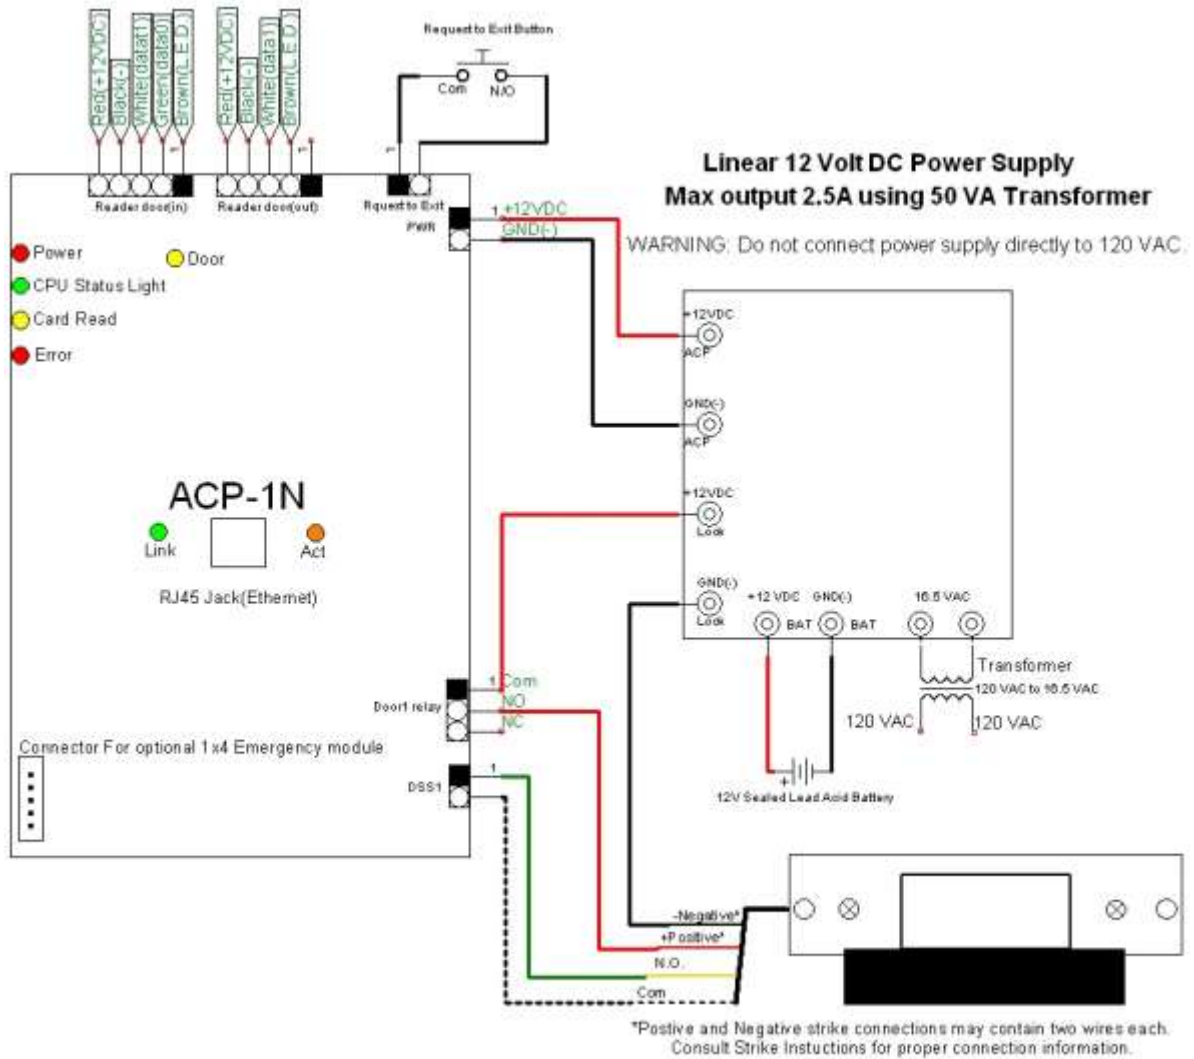 Red(+12VDC)
Black(-)
White(datat1)
Green(data0)
Brown(L.E.D.)
Red(+12VDC)
Black(-)
White(data1)
Brown(L.E.D.)
Request to Exit Button
Com
N/O
1
1
1
Reader door(in)
Reader door(out)
Rquest to Exit
PWR
1
+12VDC
GND(-)
Linear 12 Volt DC Power Supply
Max output 2.5A using 50 VA Transformer
WARNING: Do not connect power supply directly to 120 VAC.
Power
Door
CPU Status Light
Card Read
Error
+12VDC
ACP
GND(-)
ACP
+12VDC
Lock
GND(-)
Lock
+12 VDC
BAT
GND(-)
BAT
16.5 VAC
ACP-1N
Link
Act
RJ45 Jack(Ethernet)
Transformer
120 VAC to 16.5 VAC
120 VAC
120 VAC
+
12V Sealed Lead Acid Battery
Door1 relay
1
Com
NO
NC
Connector For optional 1x4 Emergency module
DSS1
1
-Negative*
+Positive*
N.O.
Com
*Postive and Negative strike connections may contain two wires each.
Consult Strike Instuctions for proper connection information.